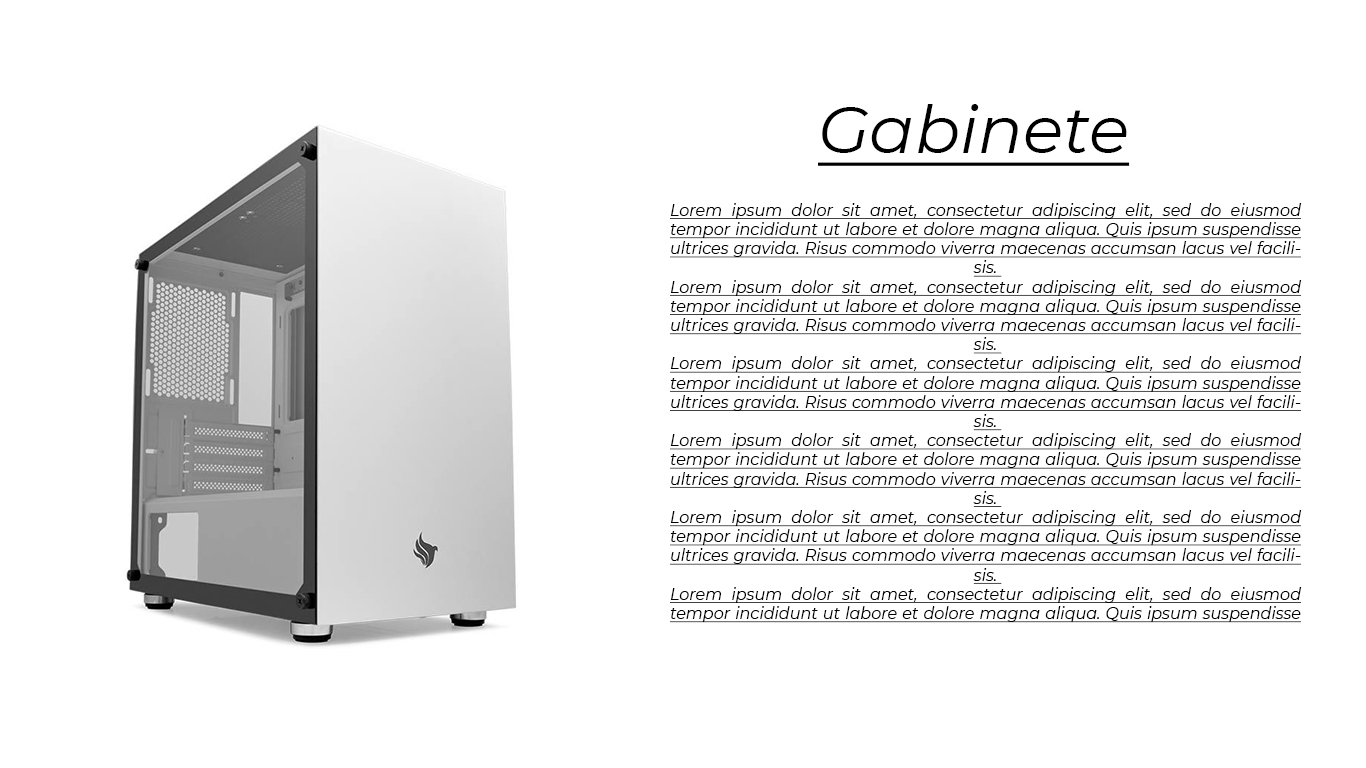 Gabinete
Lorem ipsum dolor sit amet, consectetur adipiscing elit, sed do eiusmod
tempor incididunt ut labore et dolore magna aliqua. Quis ipsum suspendisse
ultrices gravida. Risus commodo viverra maecenas accumsan lacus vel facili-
sis.
Lorem ipsum dolor sit amet, consectetur adipiscing elit, sed do eiusmod
tempor incididunt ut labore et dolore magna aliqua. Quis ipsum suspendisse
ultrices gravida. Risus commodo viverra maecenas accumsan lacus vel facili-
sis.
Lorem ipsum dolor sit amet, consectetur adipiscing elit, sed do eiusmod
tempor incididunt ut labore et dolore magna aliqua. Quis ipsum suspendisse
ultrices gravida. Risus commodo viverra maecenas accumsan lacus vel facili-
sis.
Lorem ipsum dolor sit amet, consectetur adipiscing elit, sed do eiusmod
tempor incididunt ut labore et dolore magna aliqua. Quis ipsum suspendisse
ultrices gravida. Risus commodo viverra maecenas accumsan lacus vel facili-
sis.
Lorem ipsum dolor sit amet, consectetur adipiscing elit, sed do eiusmod
tempor incididunt ut labore et dolore magna aliqua. Quis ipsum suspendisse
ultrices gravida. Risus commodo viverra maecenas accumsan lacus vel facili-
sis.
Lorem ipsum dolor sit amet, consectetur adipiscing elit, sed do eiusmod
tempor incididunt ut labore et dolore magna aliqua. Quis ipsum suspendisse